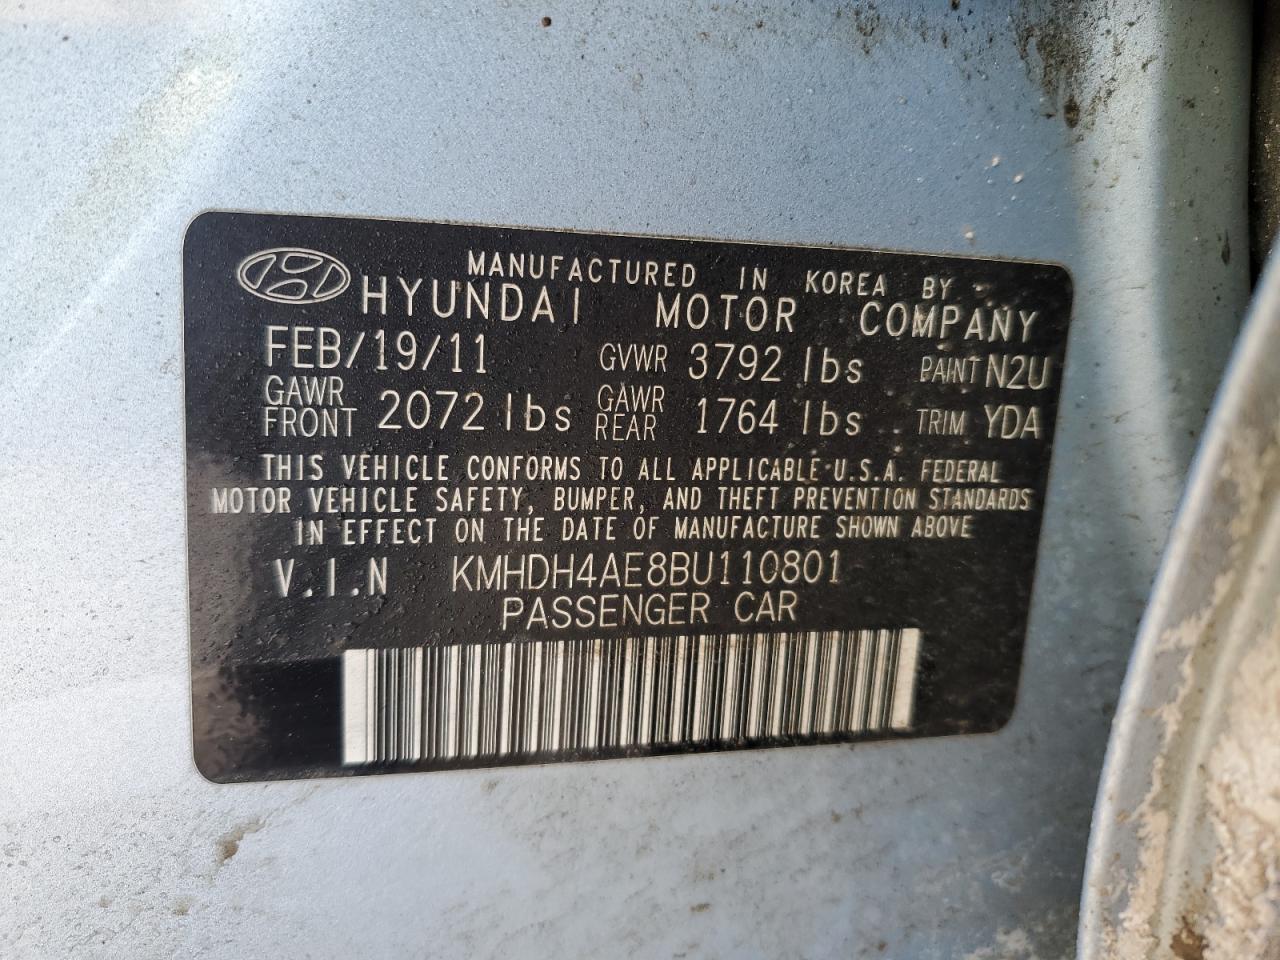 MANUFACTURED IN KOREA BY
HYUNDAI MOTOR COMPANY
FEB/19/11 GVWR 3792 lbs PAINT N2U
GAWR FRONT 2072 lbs GAWR REAR 1764 lbs TRIM YDA
THIS VEHICLE CONFORMS TO ALL APPLICABLE U.S.A. FEDERAL
MOTOR VEHICLE SAFETY, BUMPER, AND THEFT PREVENTION STANDARDS
IN EFFECT ON THE DATE OF MANUFACTURE SHOWN ABOVE
V.I.N KMHDH4AE8BU110801
PASSENGER CAR